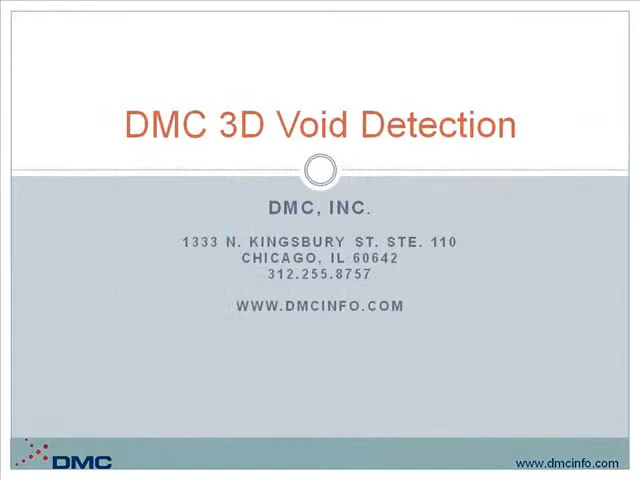 DMC 3D Void Detection
DMC, INC.
1333 N. KINGSBURY ST. STE. 110
CHICAGO, IL 60642
312.255.8757
WWW.DMCINFO.COM
DMC
www.dmcinfo.com